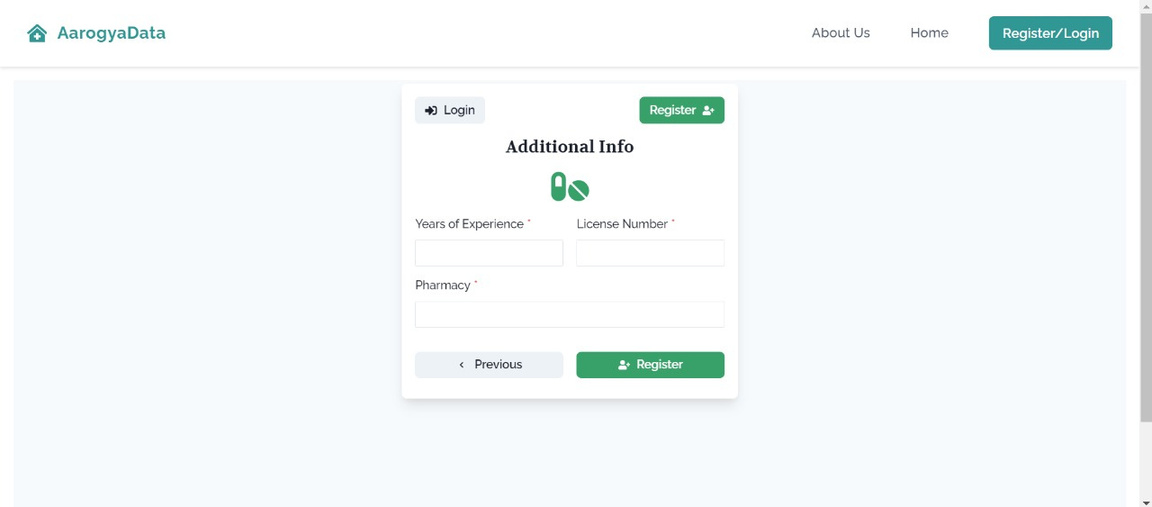 AarogyaData
About Us Home Register/Login
Login Register
Additional Info
Years of Experience * License Number *
Pharmacy *
Previous Register